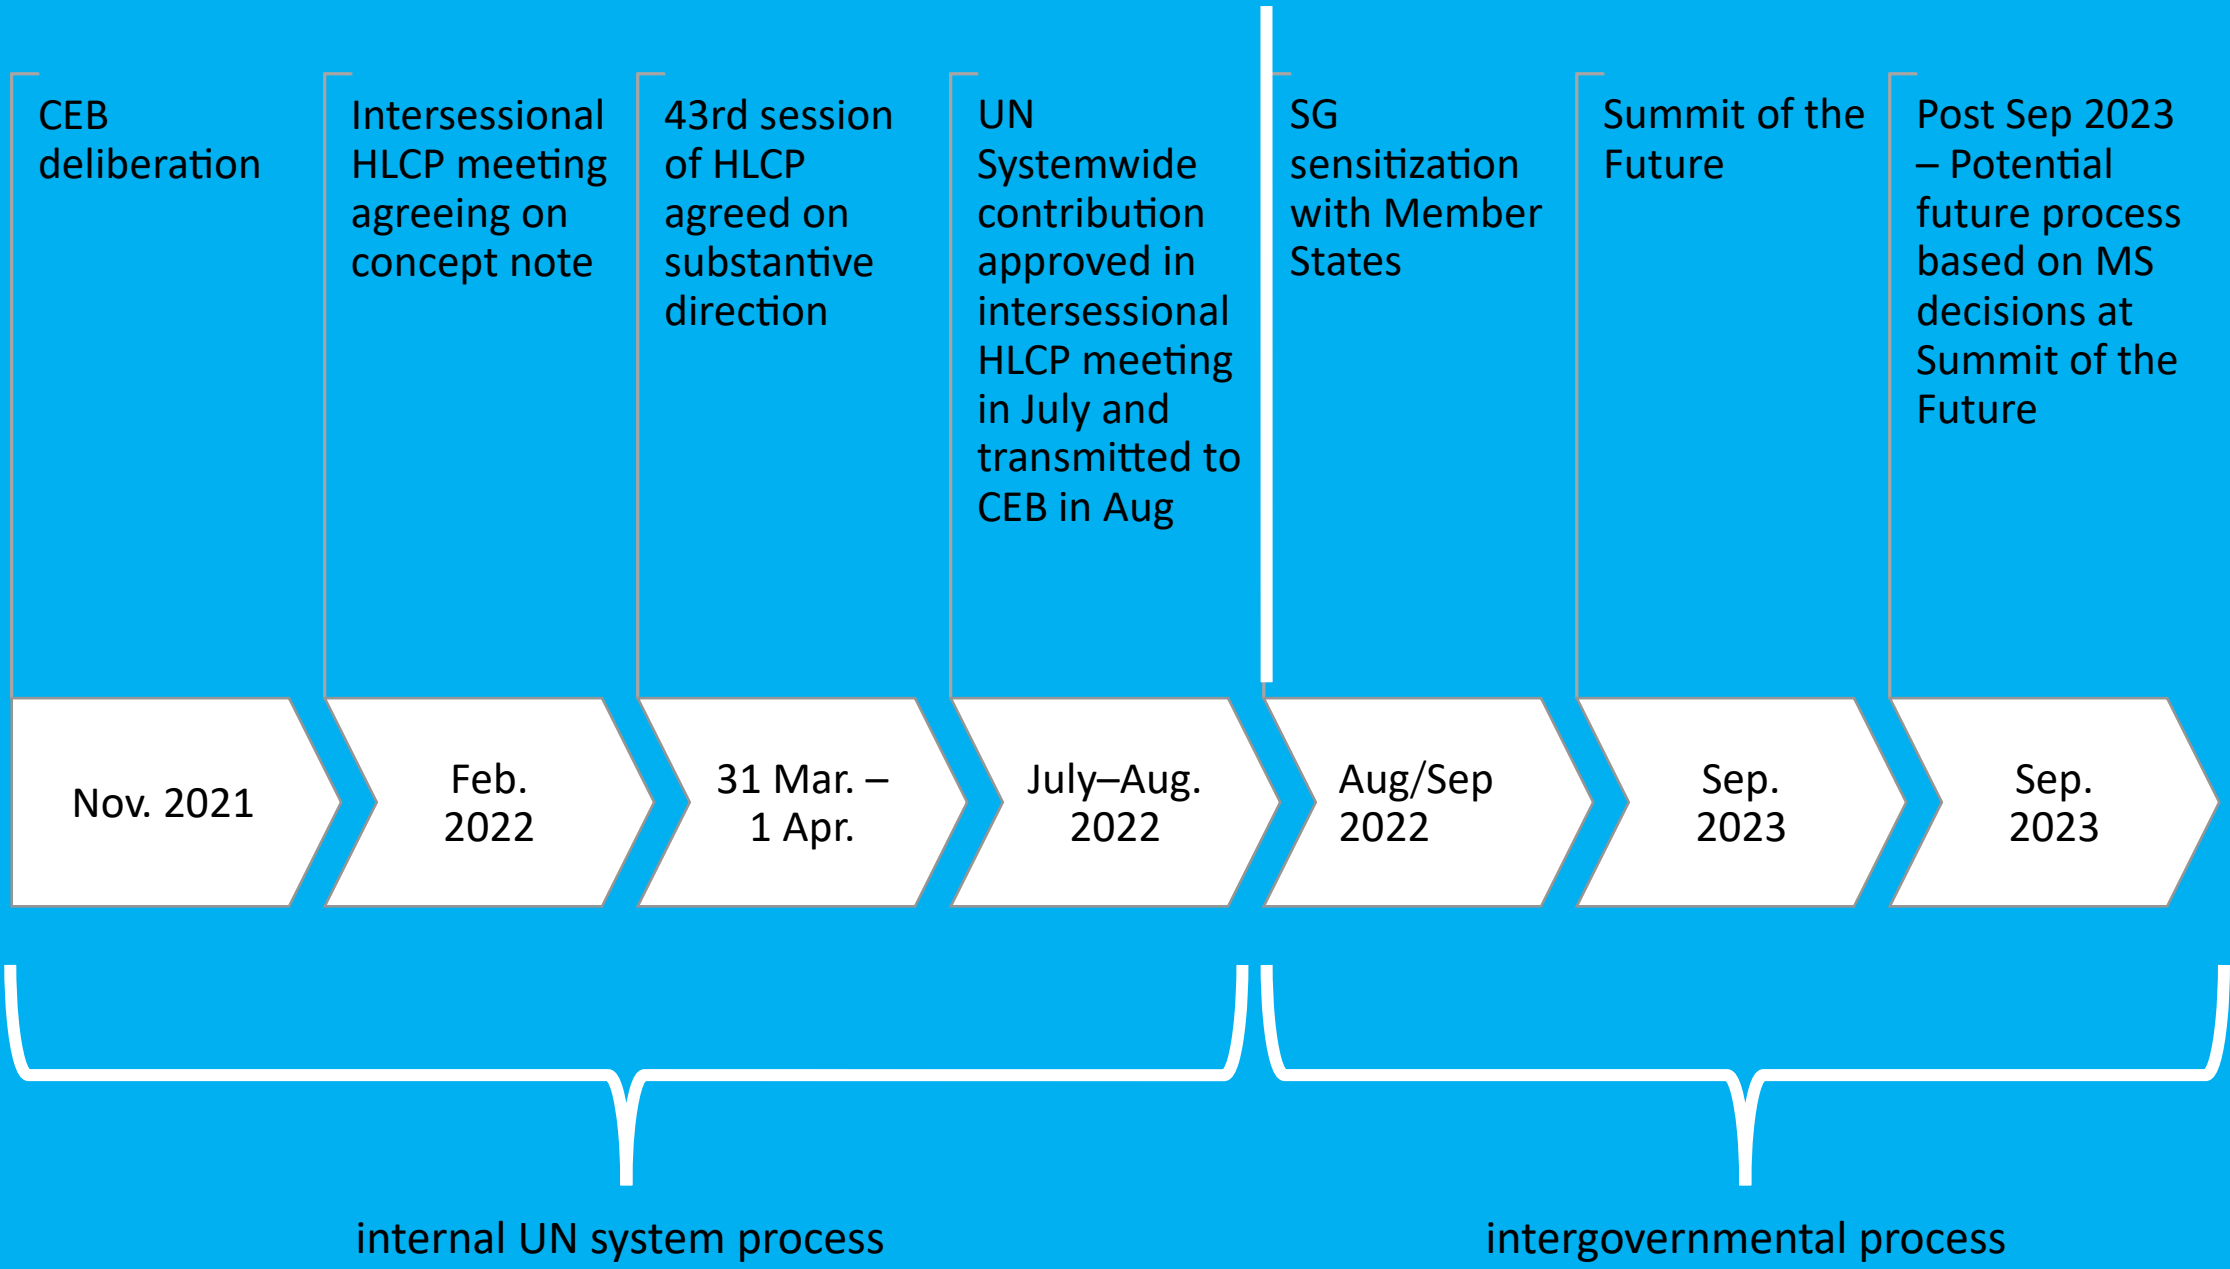 CEB
deliberation
Intersessional
HLCP meeting
agreeing on
concept note
43rd session
of HLCP
agreed on
substantive
direction
UN
Systemwide
contribution
approved in
intersessional
HLCP meeting
in July and
transmitted to
CEB in Aug
SG
sensitization
with Member
States
Summit of the
Future
Post Sep 2023
– Potential
future process
based on MS
decisions at
Summit of the
Future
Nov. 2021
Feb.
2022
31 Mar. –
1 Apr.
July–Aug.
2022
Aug/Sep
2022
Sep.
2023
Sep.
2023
internal UN system process
intergovernmental process